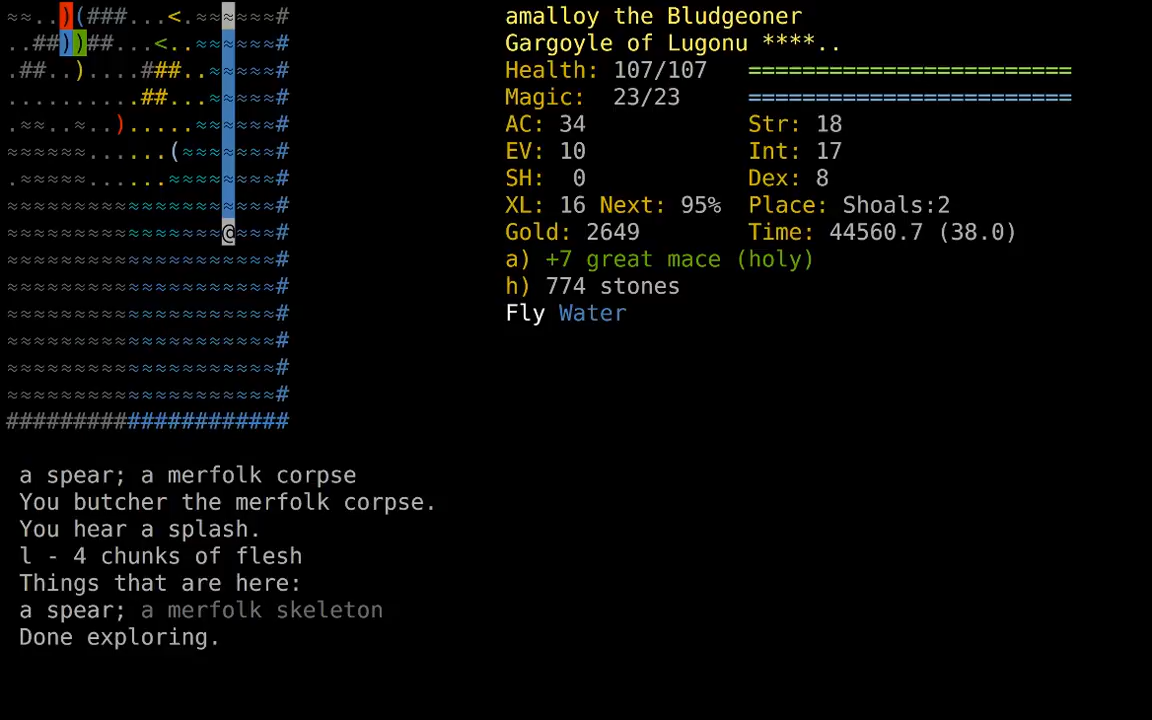 ≈≈..)(###...<.≈≈≈≈≈≈#
..##))##...<..≈≈≈≈≈≈#
.##..)....###..≈≈≈≈≈#
..........##...≈≈≈≈≈#
.≈≈..≈..).....≈≈≈≈≈≈#
≈≈≈≈≈≈......(≈≈≈≈≈≈≈#
.≈≈≈≈≈......≈≈≈≈≈≈≈≈#
≈≈≈≈≈≈≈≈≈≈≈≈≈≈≈≈≈≈≈≈#
≈≈≈≈≈≈≈≈≈≈≈≈≈≈≈≈@≈≈≈#
≈≈≈≈≈≈≈≈≈≈≈≈≈≈≈≈≈≈≈≈#
≈≈≈≈≈≈≈≈≈≈≈≈≈≈≈≈≈≈≈≈#
≈≈≈≈≈≈≈≈≈≈≈≈≈≈≈≈≈≈≈≈#
≈≈≈≈≈≈≈≈≈≈≈≈≈≈≈≈≈≈≈≈#
≈≈≈≈≈≈≈≈≈≈≈≈≈≈≈≈≈≈≈≈#
≈≈≈≈≈≈≈≈≈≈≈≈≈≈≈≈≈≈≈≈#
#####################
amalloy the Bludgeoner
Gargoyle of Lugonu ****..
Health: 107/107 ========================
Magic: 23/23 ========================
AC: 34 Str: 18
EV: 10 Int: 17
SH: 0 Dex: 8
XL: 16 Next: 95% Place: Shoals:2
Gold: 2649 Time: 44560.7 (38.0)
a) +7 great mace (holy)
h) 774 stones
Fly Water
a spear; a merfolk corpse
You butcher the merfolk corpse.
You hear a splash.
l - 4 chunks of flesh
Things that are here:
a spear; a merfolk skeleton
Done exploring.